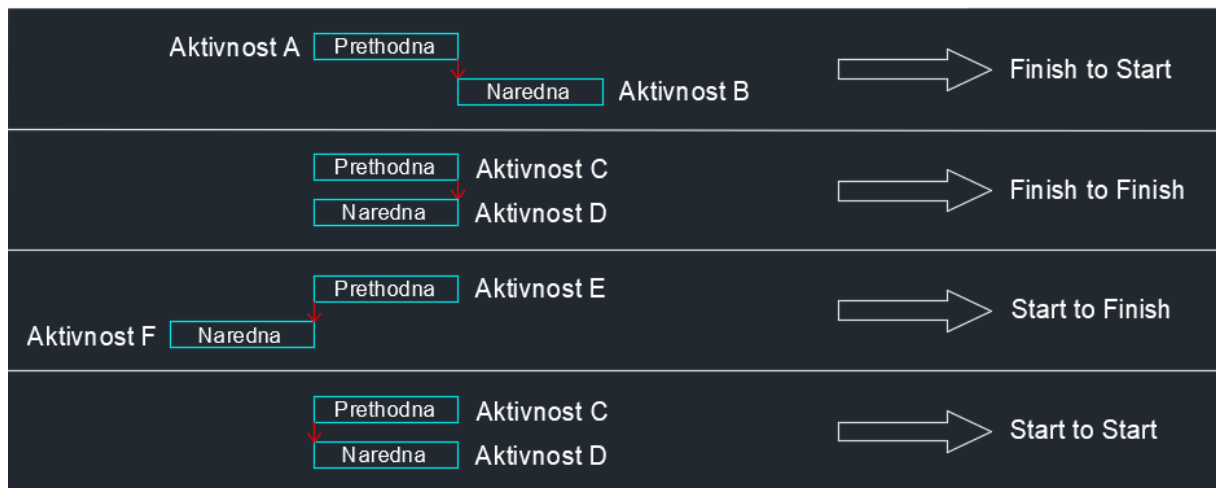 Aktivnost A Prethodna
Naredna Aktivnost B
Finish to Start
Prethodna Aktivnost C
Naredna Aktivnost D
Finish to Finish
Prethodna Aktivnost E
Aktivnost F Naredna
Start to Finish
Prethodna Aktivnost C
Naredna Aktivnost D
Start to Start